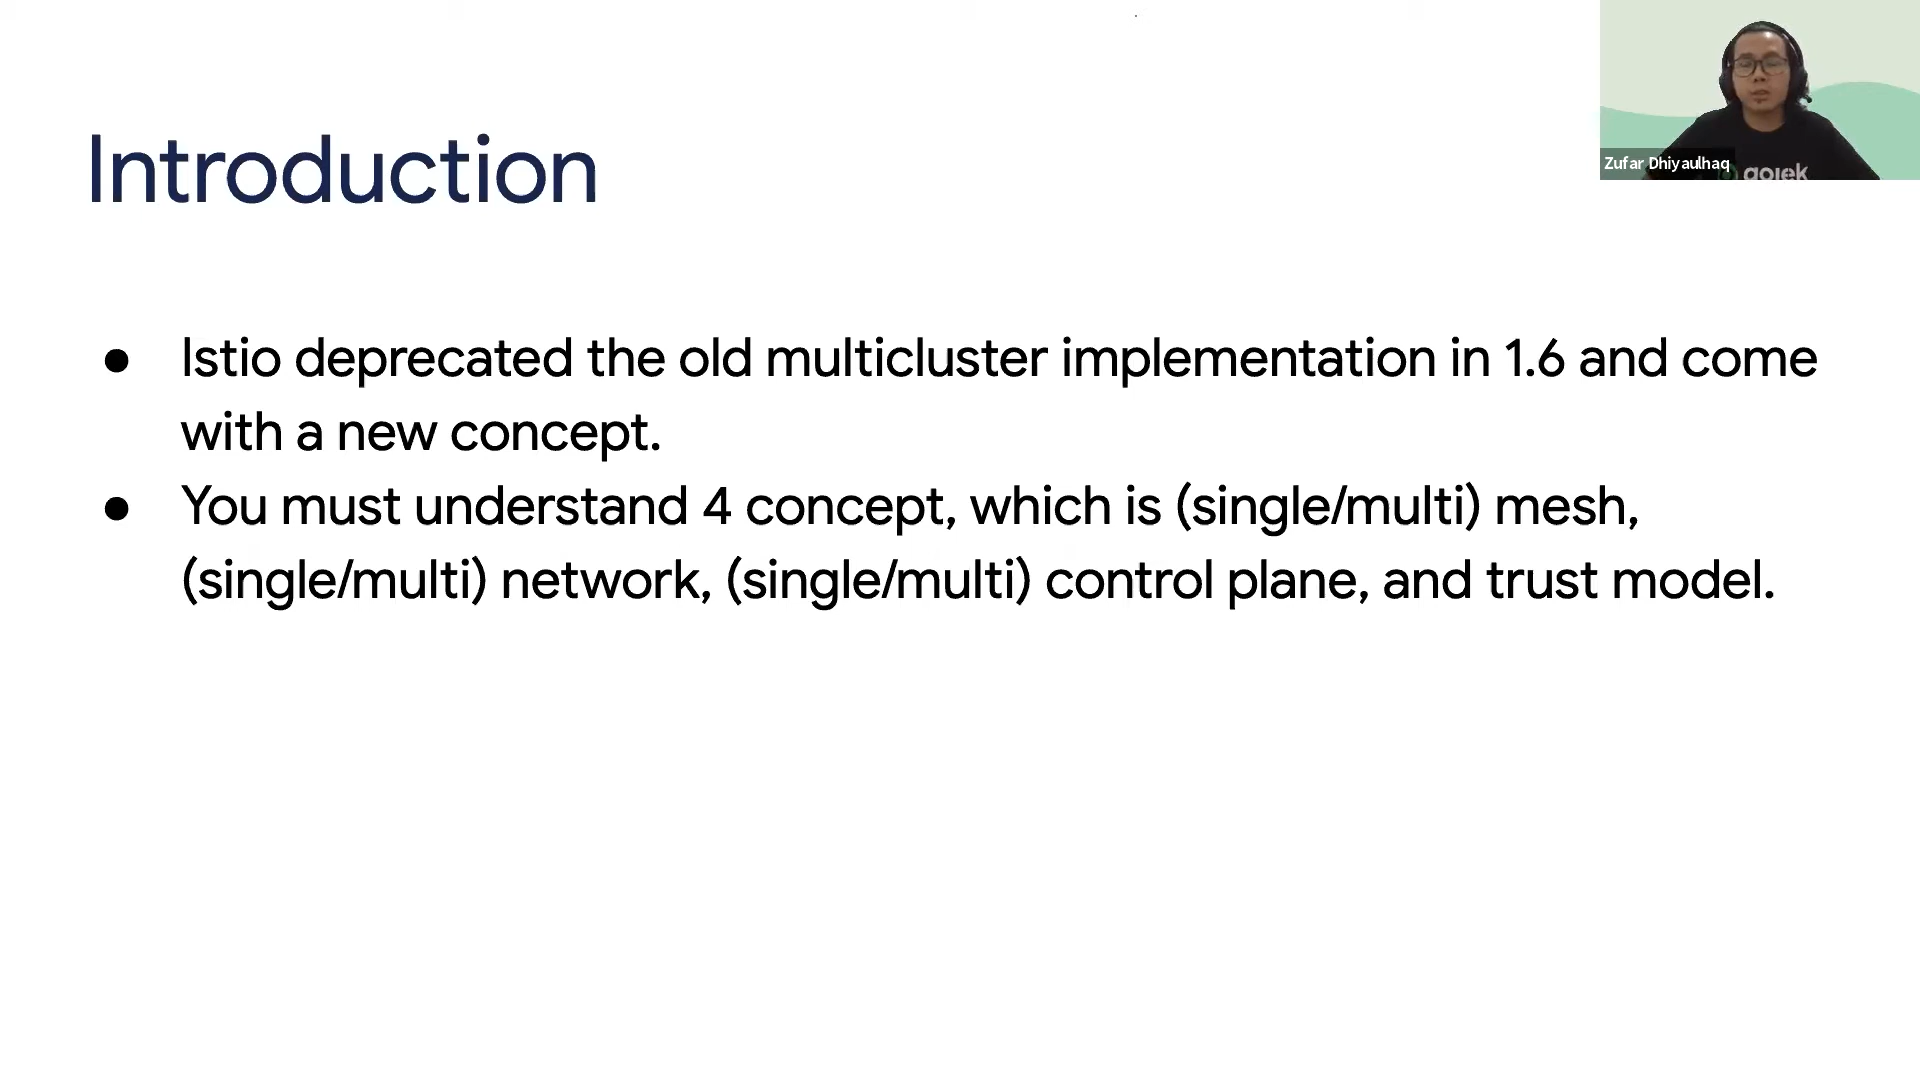 Introduction
● Istio deprecated the old multicluster implementation in 1.6 and come
with a new concept.
● You must understand 4 concept, which is (single/multi) mesh,
(single/multi) network, (single/multi) control plane, and trust model.
Zufar Dhiyaulhaq
gojek